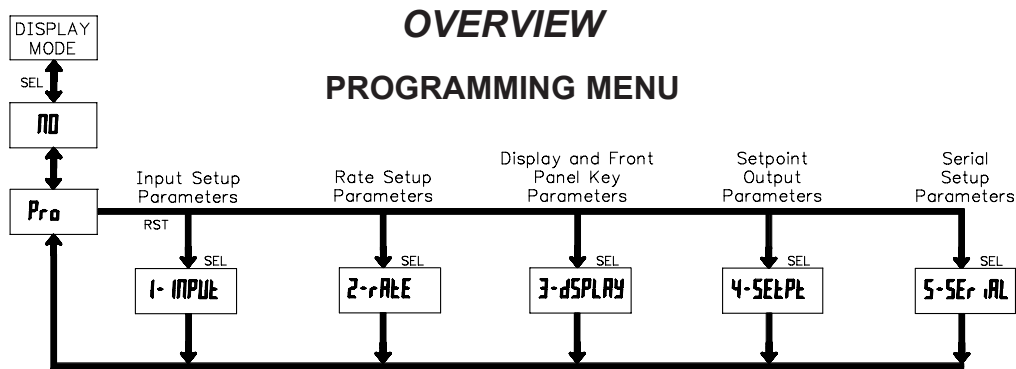 OVERVIEW
PROGRAMMING MENU
DISPLAY
MODE
SEL
NO
Pro
Input Setup
Parameters
Rate Setup
Parameters
Display and Front
Panel Key
Parameters
Setpoint
Output
Parameters
Serial
Setup
Parameters
RST
SEL
SEL
SEL
SEL
SEL
1-INPUt
2-rAtE
3-dSPLAY
4-SEtPt
5-SEriAL